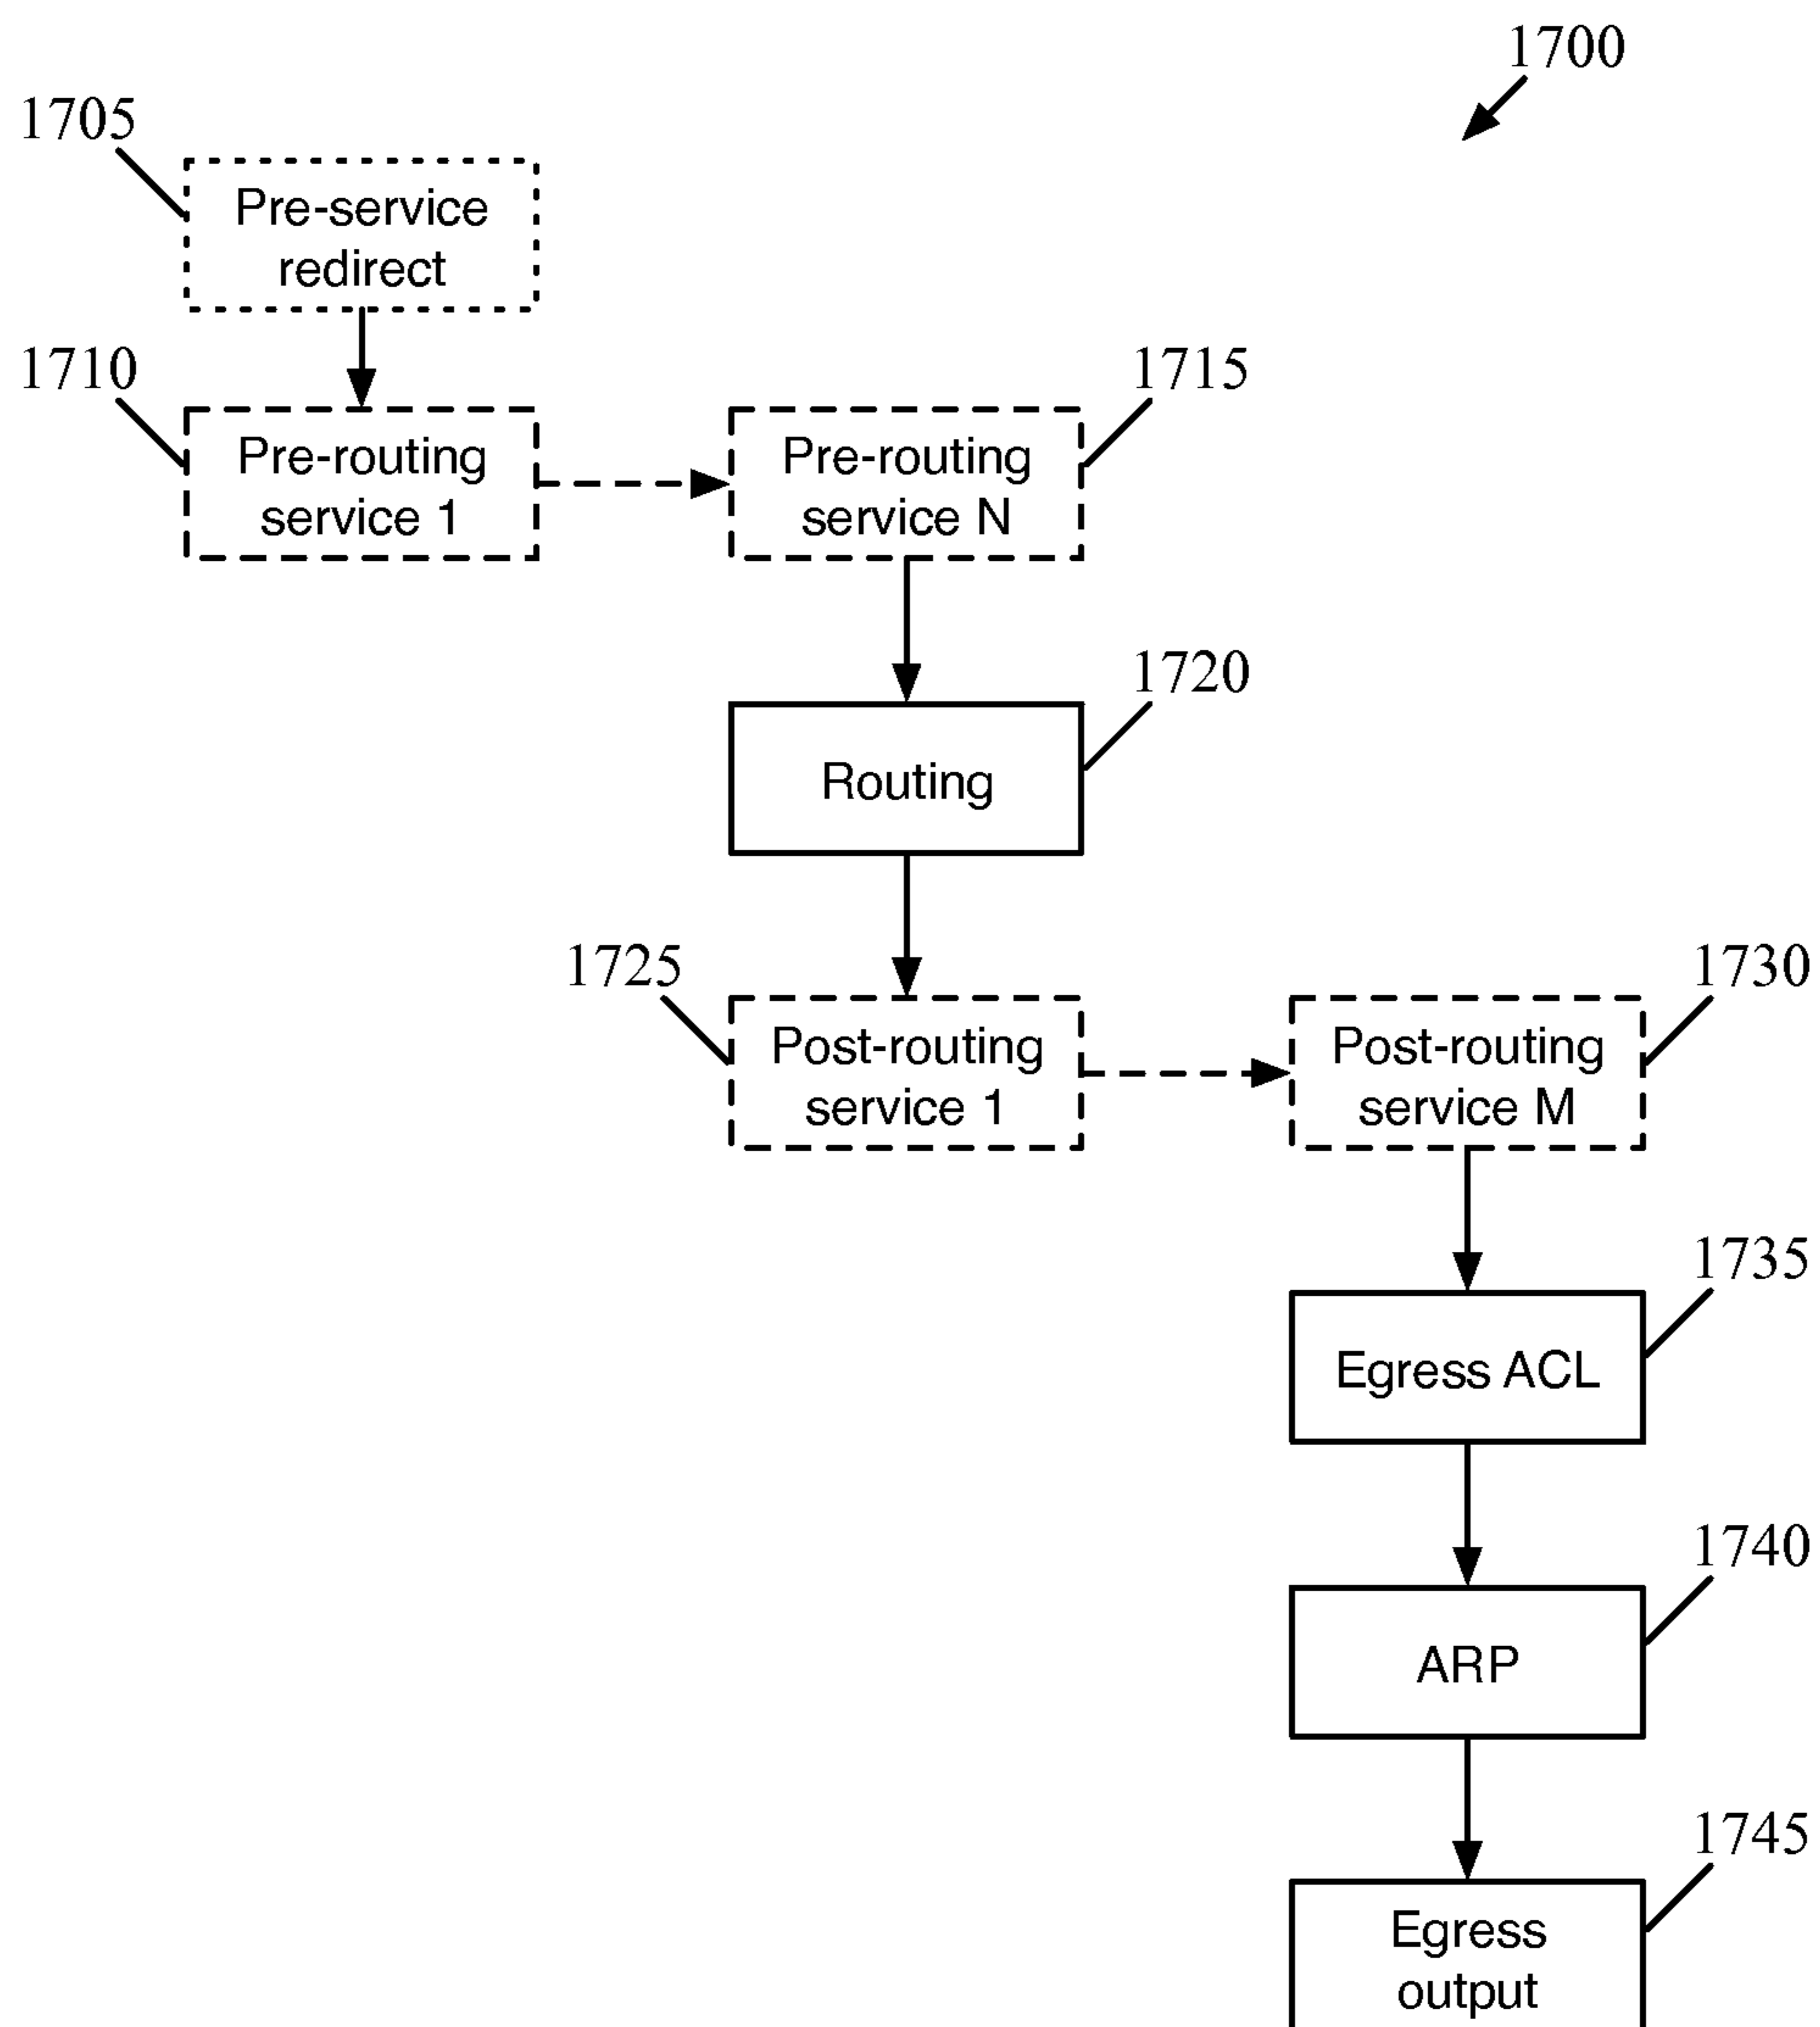 1700
1705
Pre-service
redirect
1710
Pre-routing
service 1
1715
Pre-routing
service N
1720
Routing
1725
Post-routing
service 1
1730
Post-routing
service M
1735
Egress ACL
1740
ARP
1745
Egress
output